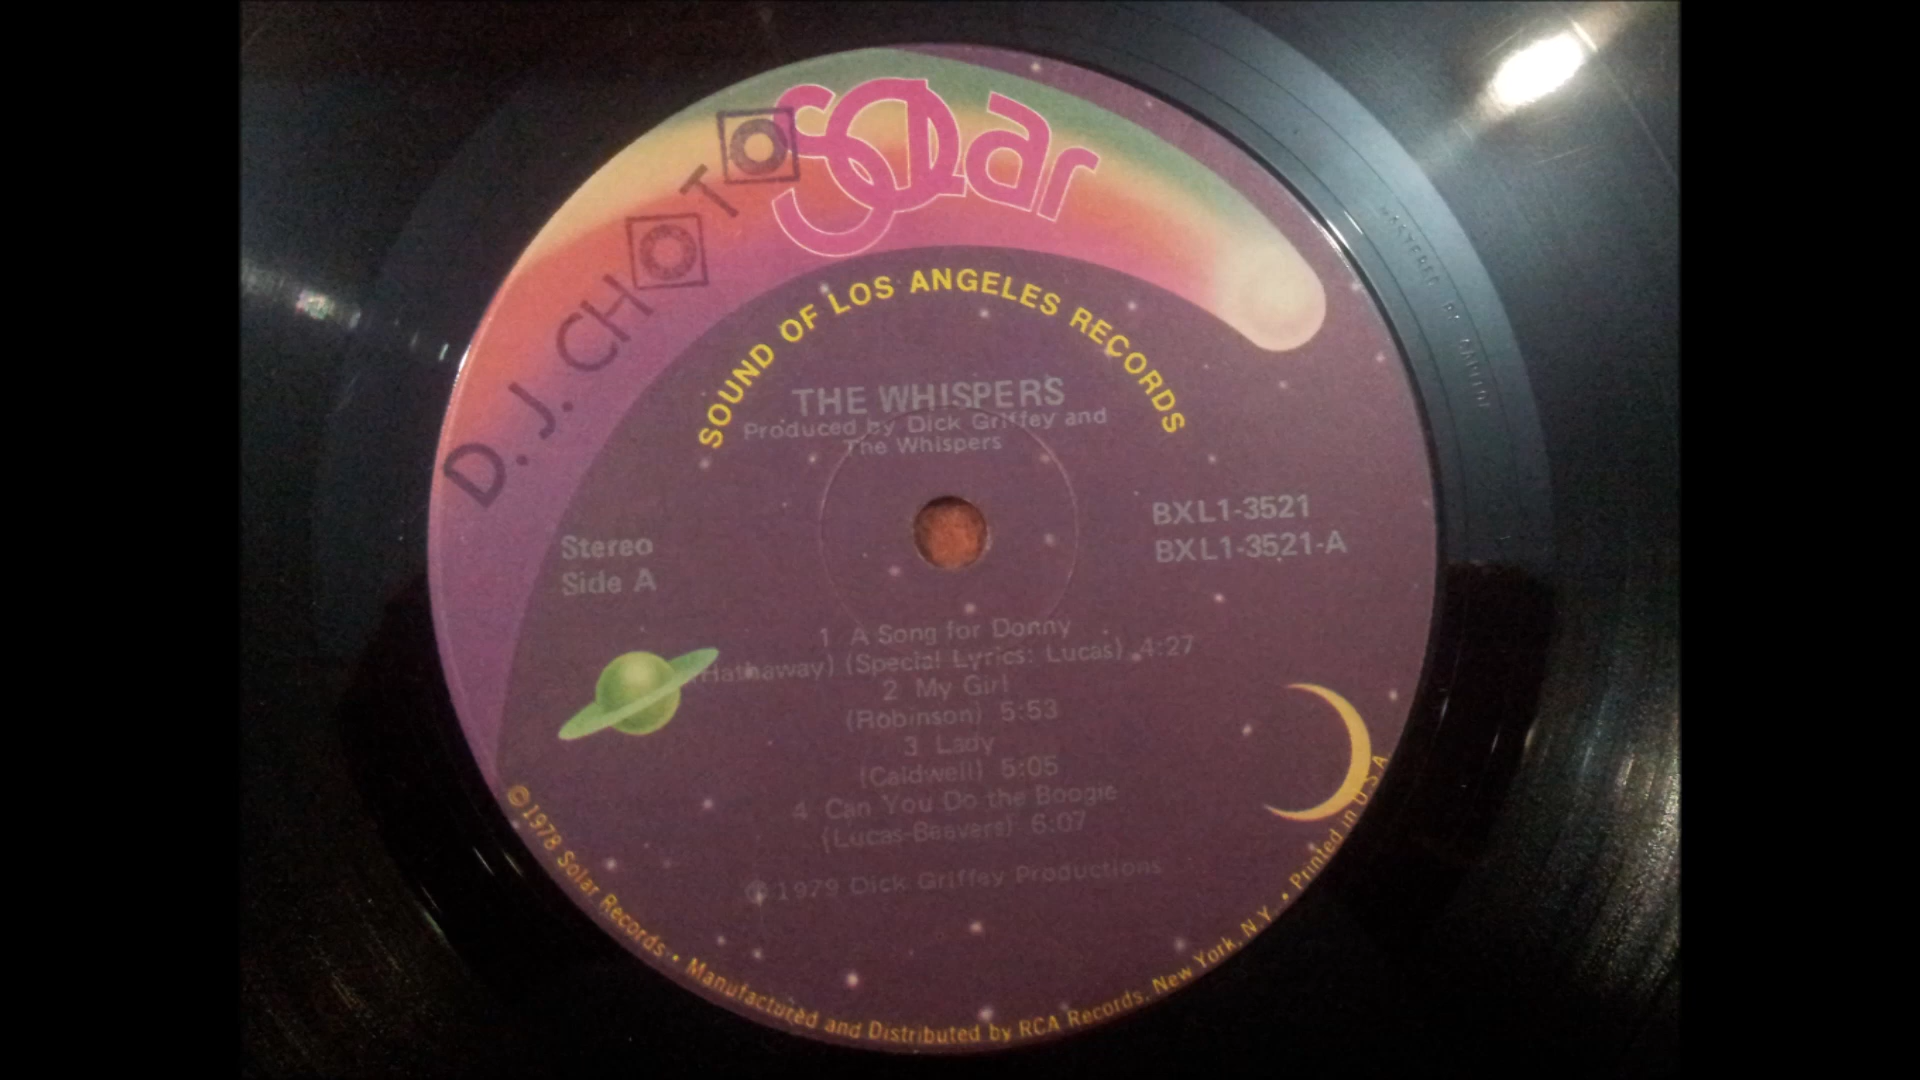 Solar
D.J. CHOTO
SOUND OF LOS ANGELES RECORDS
THE WHISPERS
Produced by Dick Griffey and
The Whispers
Stereo
Side A
BXL1-3521
BXL1-3521-A
1 A Song for Donny
(Hathaway) (Special Lyrics: Lucas) 4:27
2 My Girl
(Robinson) 5:53
3 Lady
(Caldwell) 5:05
4 Can You Do the Boogie
(Lucas-Beavers) 6:07
℗ 1979 Dick Griffey Productions
© 1978 Solar Records • Manufactured and Distributed by RCA Records, New York, N.Y. • Printed in U.S.A